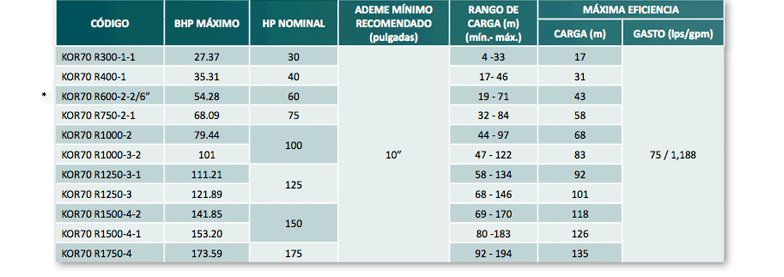 CÓDIGO BHP MÁXIMO HP NOMINAL ADEME MÍNIMO RECOMENDADO (pulgadas) RANGO DE CARGA (m) (mín.- máx.) MÁXIMA EFICIENCIA
CARGA (m) GASTO (lps/gpm)
KOR70 R300-1-1 27.37 30 4 -33 17
KOR70 R400-1 35.31 40 17- 46 31
* KOR70 R600-2-2/6” 54.28 60 19 - 71 43
KOR70 R750-2-1 68.09 75 32 - 84 58
KOR70 R1000-2 79.44 100 44 - 97 68
KOR70 R1000-3-2 101 10” 47 - 122 83 75 / 1,188
KOR70 R1250-3-1 111.21 125 58 - 134 92
KOR70 R1250-3 121.89 68 - 146 101
KOR70 R1500-4-2 141.85 150 69 - 170 118
KOR70 R1500-4-1 153.20 80 -183 126
KOR70 R1750-4 173.59 175 92 - 194 135